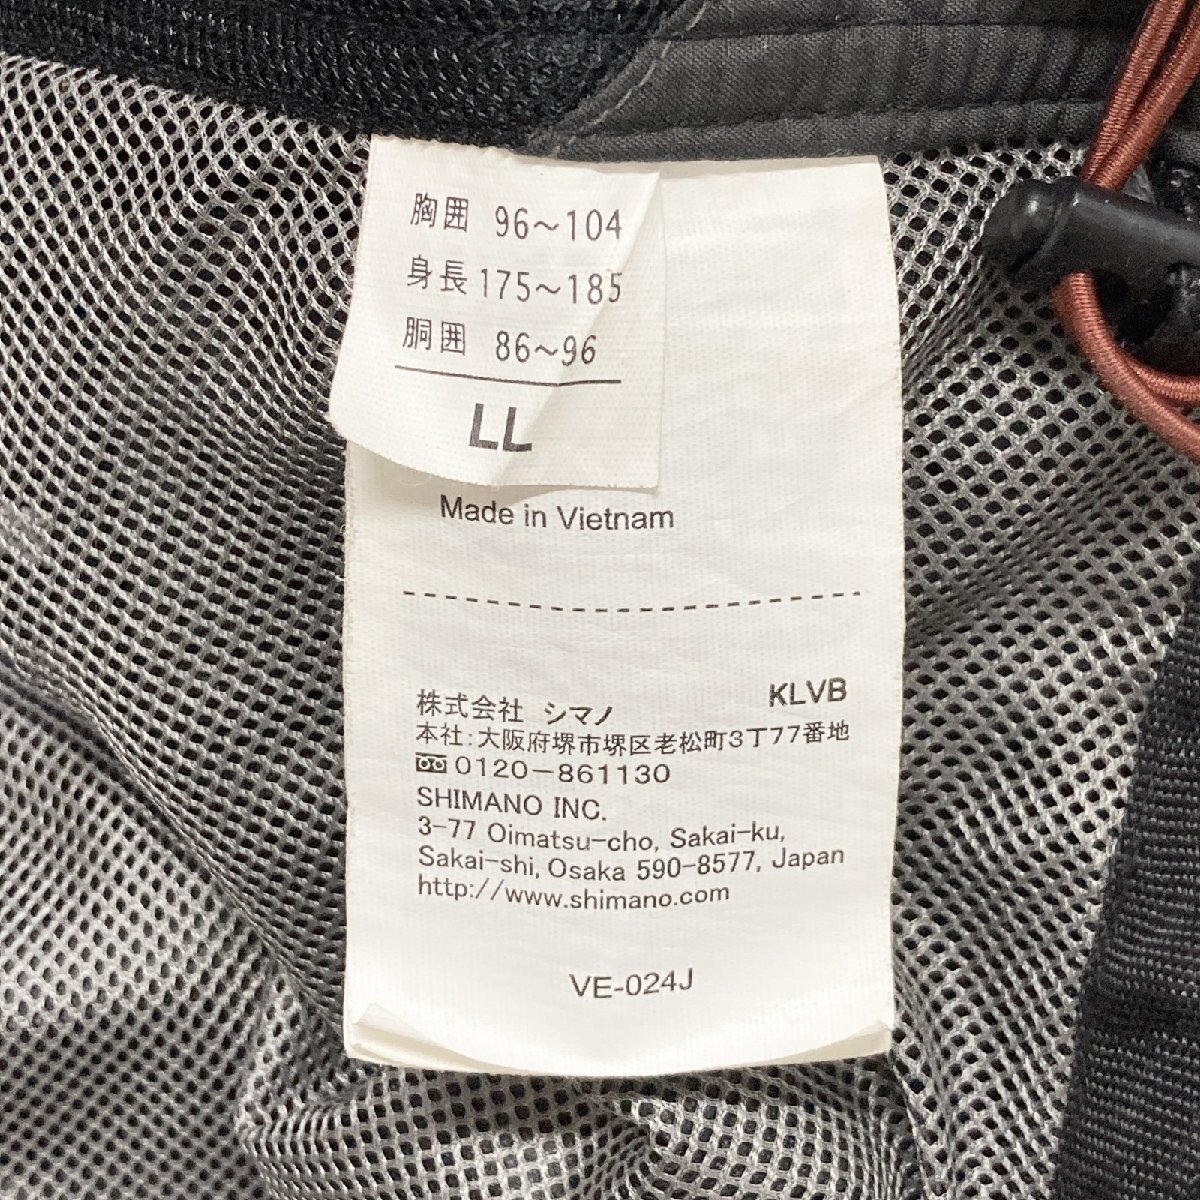 胸囲 96～104
身長 175～185
胴囲 86～96
LL
Made in Vietnam
KLVB
株式会社 シマノ
本社:大阪府堺市堺区老松町3丁77番地
0120-861130
SHIMANO INC.
3-77 Oimatsu-cho, Sakai-ku,
Sakai-shi, Osaka 590-8577, Japan
http://www.shimano.com
VE-024J